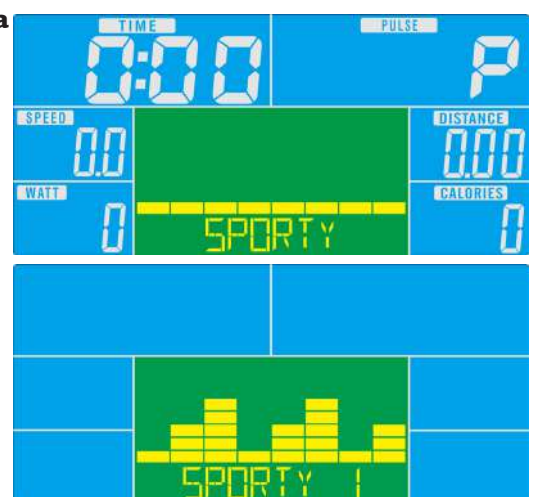 a
TIME PULSE
0:00 P
SPEED DISTANCE
0.0 0.00
WATT CALORIES
0 0
SPORTY
SPORTY 1